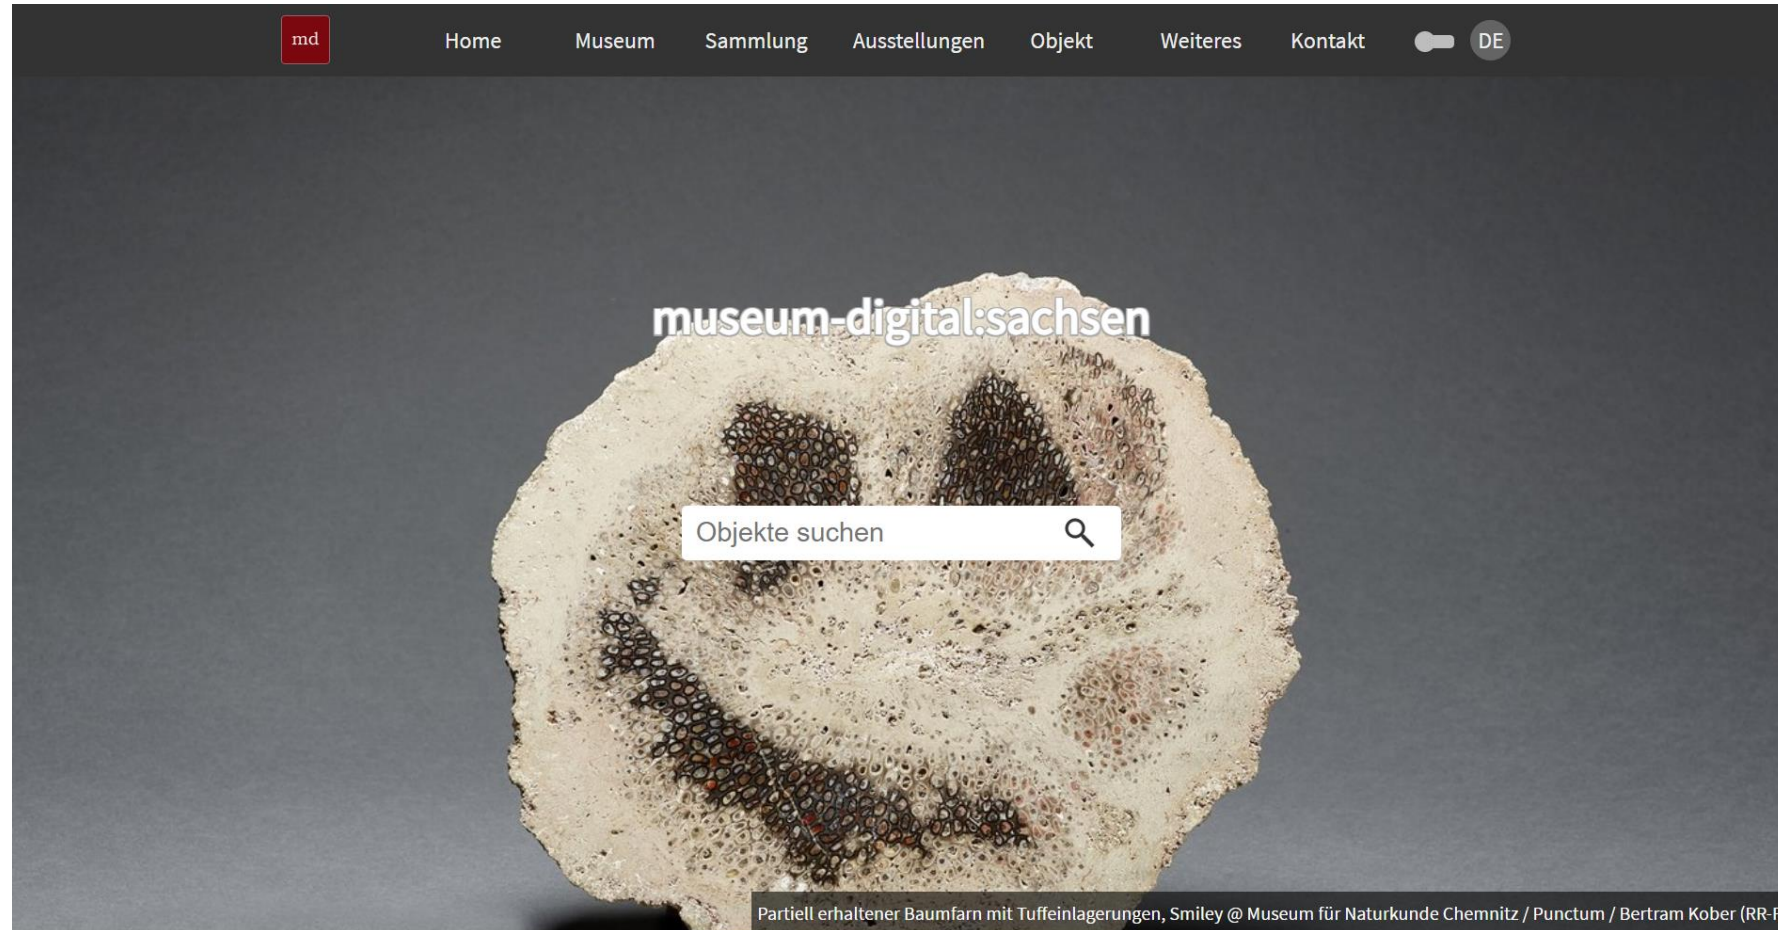 md
Home Museum Sammlung Ausstellungen Objekt Weiteres Kontakt DE
museum-digital:sachsen
Objekte suchen
Partiell erhaltener Baumfarn mit Tuffeinlagerungen, Smiley @ Museum für Naturkunde Chemnitz / Punctum / Bertram Kober (RR-